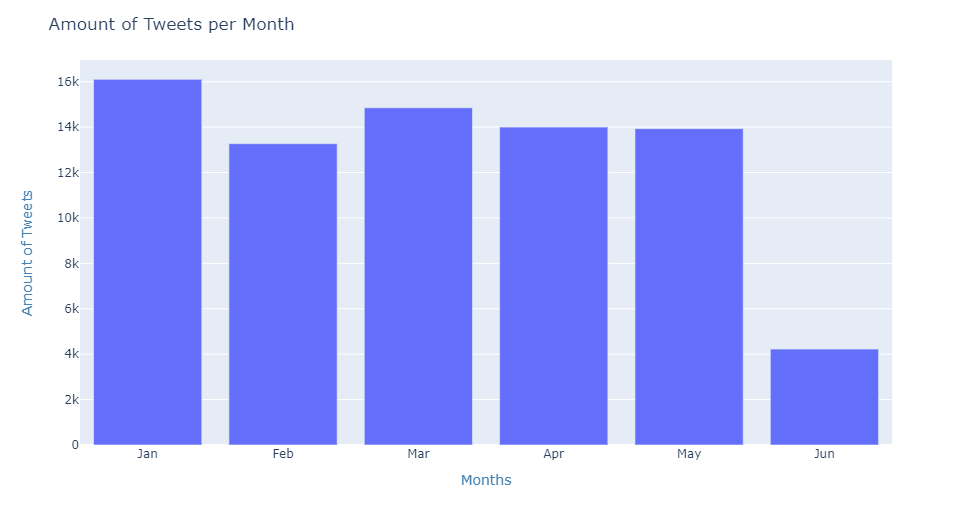 Amount of Tweets per Month
Amount of Tweets
16k
14k
12k
10k
8k
6k
4k
2k
0
Jan Feb Mar Apr May Jun
Months